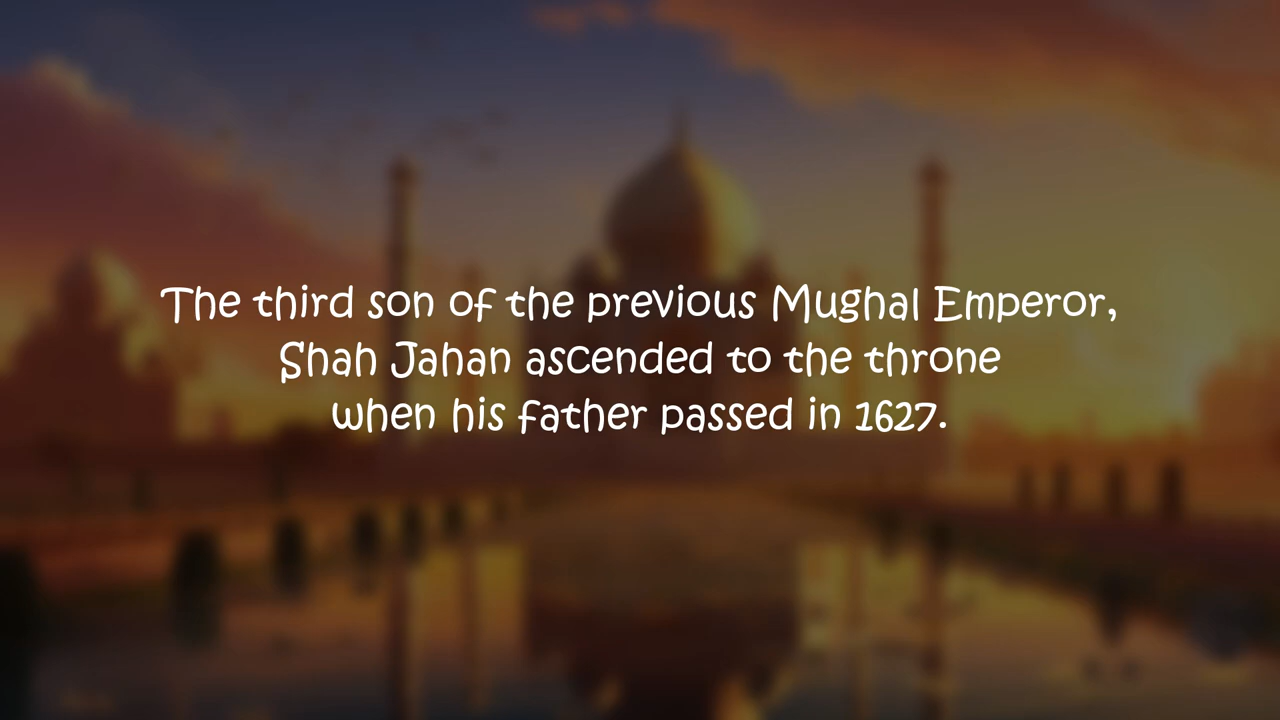 The third son of the previous Mughal Emperor,
Shah Jahan ascended to the throne
when his father passed in 1627.